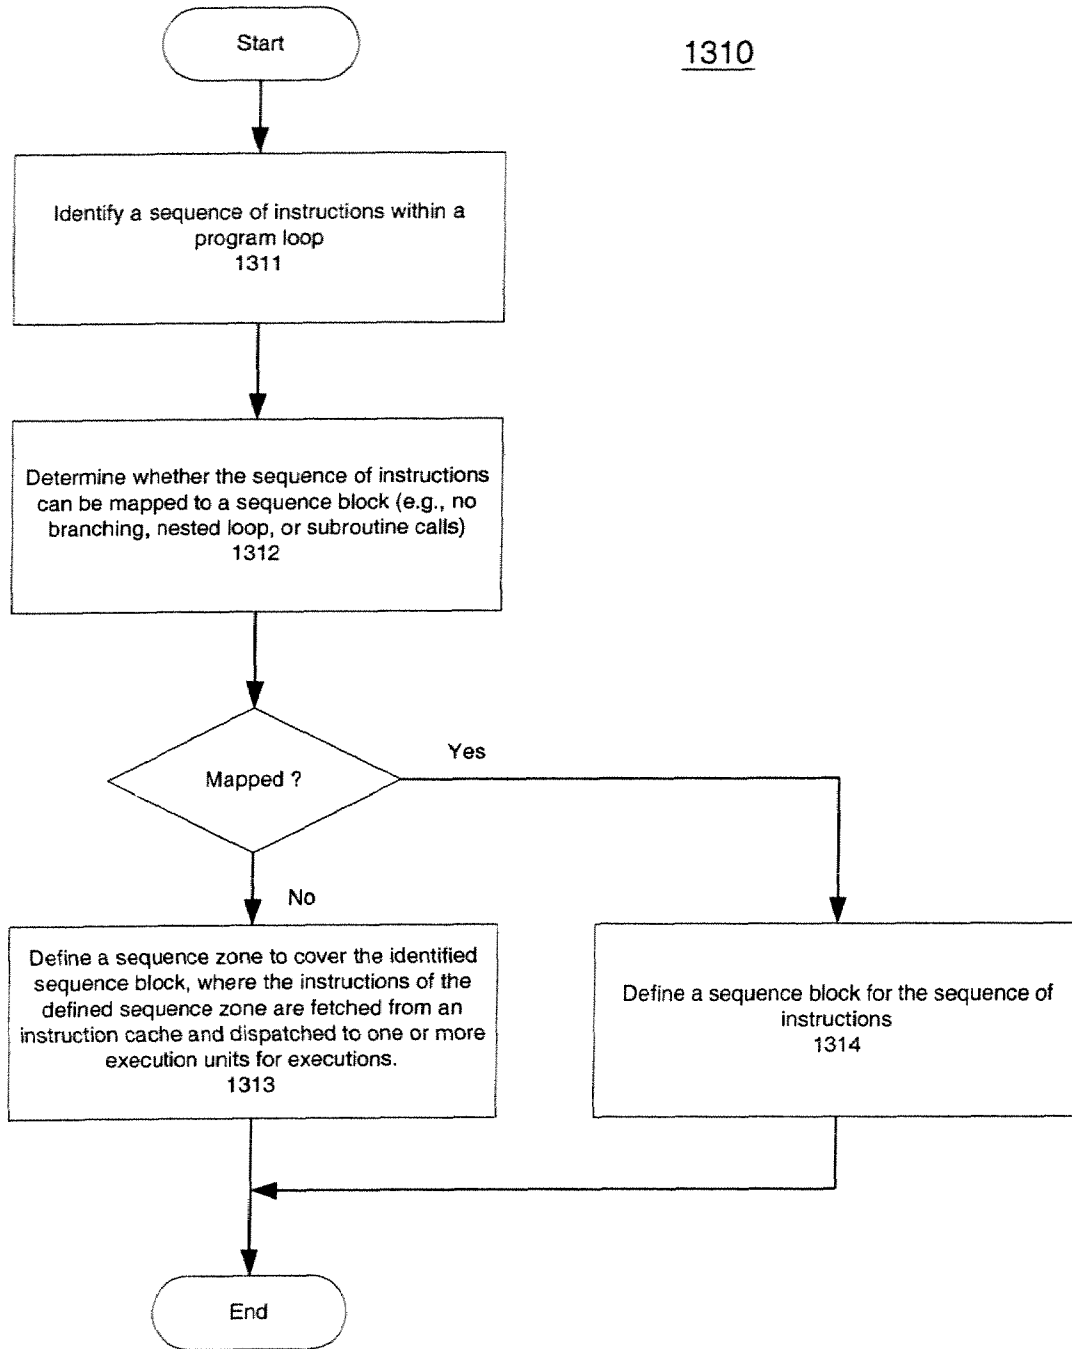 Start
1310
Identify a sequence of instructions within a
program loop
1311
Determine whether the sequence of instructions
can be mapped to a sequence block (e.g., no
branching, nested loop, or subroutine calls)
1312
Mapped ?
Yes
No
Define a sequence zone to cover the identified
sequence block, where the instructions of the
defined sequence zone are fetched from an
instruction cache and dispatched to one or more
execution units for executions.
1313
Define a sequence block for the sequence of
instructions
1314
End